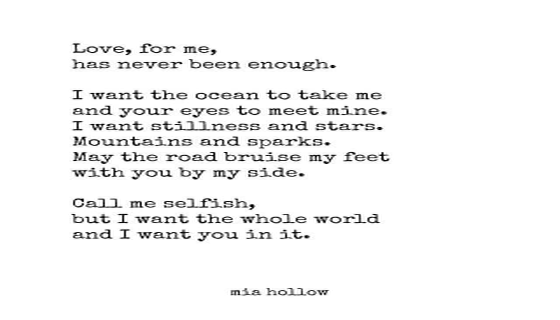 Love, for me,
has never been enough.
I want the ocean to take me
and your eyes to meet mine.
I want stillness and stars.
Mountains and sparks.
May the road bruise my feet
with you by my side.
Call me selfish,
but I want the whole world
and I want you in it.
mia hollow